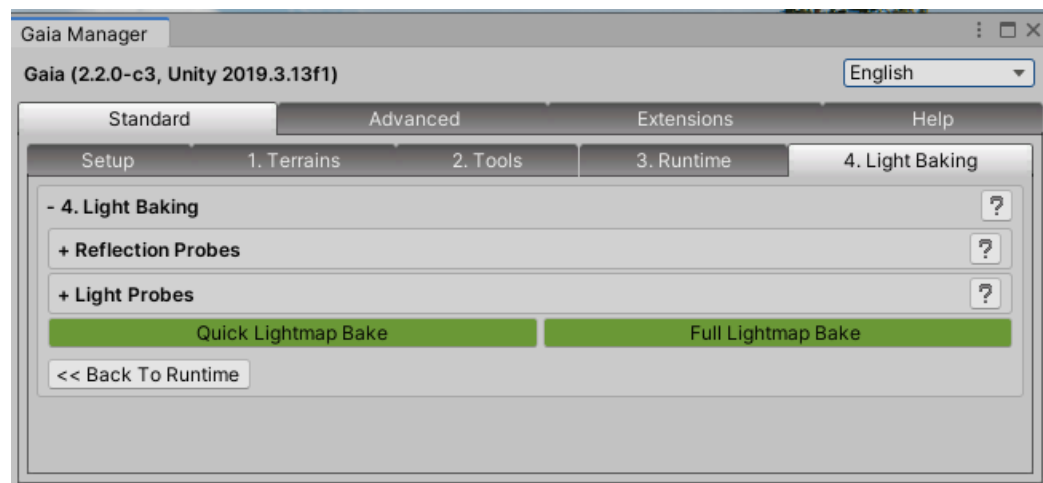 Gaia Manager
Gaia (2.2.0-c3, Unity 2019.3.13f1) English
Standard Advanced Extensions Help
Setup 1. Terrains 2. Tools 3. Runtime 4. Light Baking
- 4. Light Baking ?
+ Reflection Probes ?
+ Light Probes ?
Quick Lightmap Bake Full Lightmap Bake
<< Back To Runtime